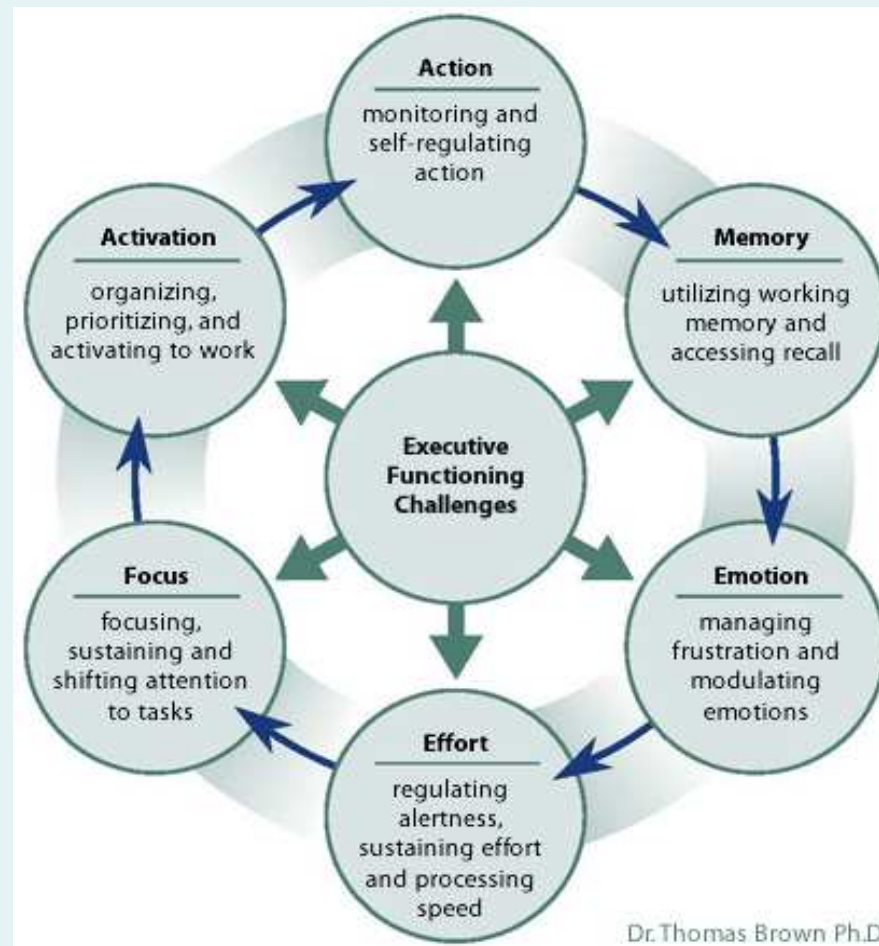 Action
monitoring and
self-regulating
action
Memory
utilizing working
memory and
accessing recall
Emotion
managing
frustration and
modulating
emotions
Effort
regulating
alertness,
sustaining effort
and processing
speed
Focus
focusing,
sustaining and
shifting attention
to tasks
Activation
organizing,
prioritizing, and
activating to work
Executive
Functioning
Challenges
Dr. Thomas Brown Ph.D